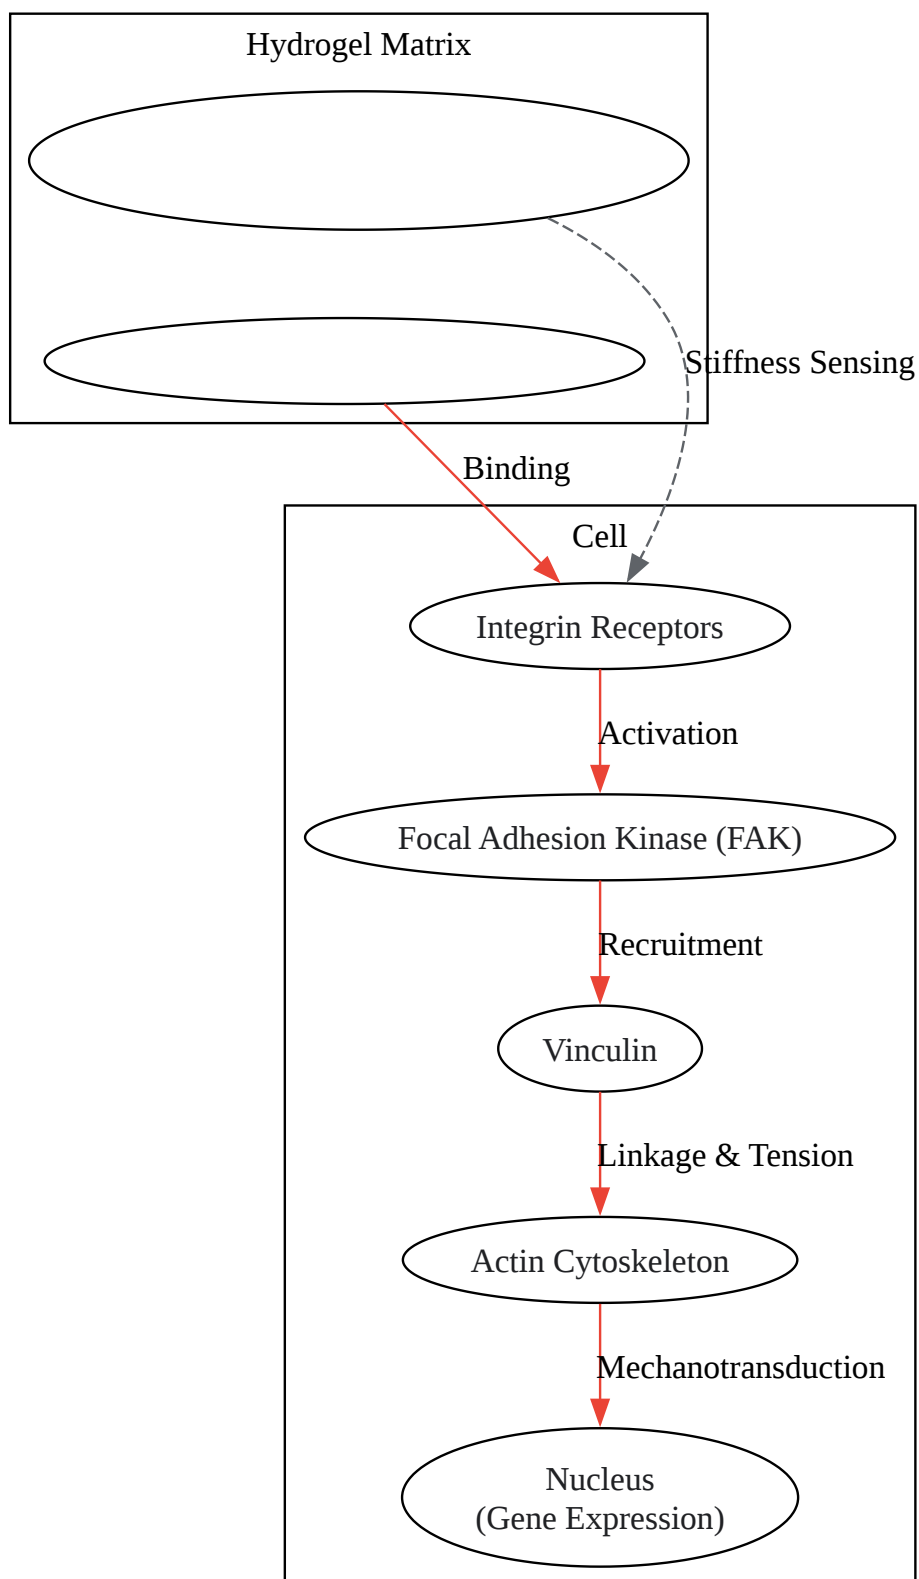 Hydrogel Matrix
Stiffness Sensing
Binding
Cell
Integrin Receptors
Activation
Focal Adhesion Kinase (FAK)
Recruitment
Vinculin
Linkage & Tension
Actin Cytoskeleton
Mechanotransduction
Nucleus
(Gene Expression)